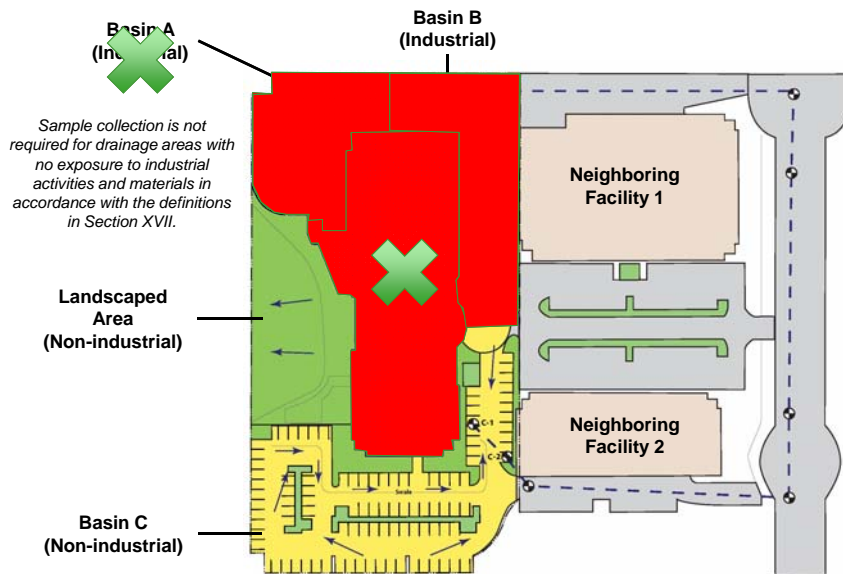 Basin A
(Industrial)
Basin B
(Industrial)
Sample collection is not
required for drainage areas with
no exposure to industrial
activities and materials in
accordance with the definitions
in Section XVII.
Neighboring
Facility 1
Landscaped
Area
(Non-industrial)
C-1
C-2
Neighboring
Facility 2
Swale
Basin C
(Non-industrial)